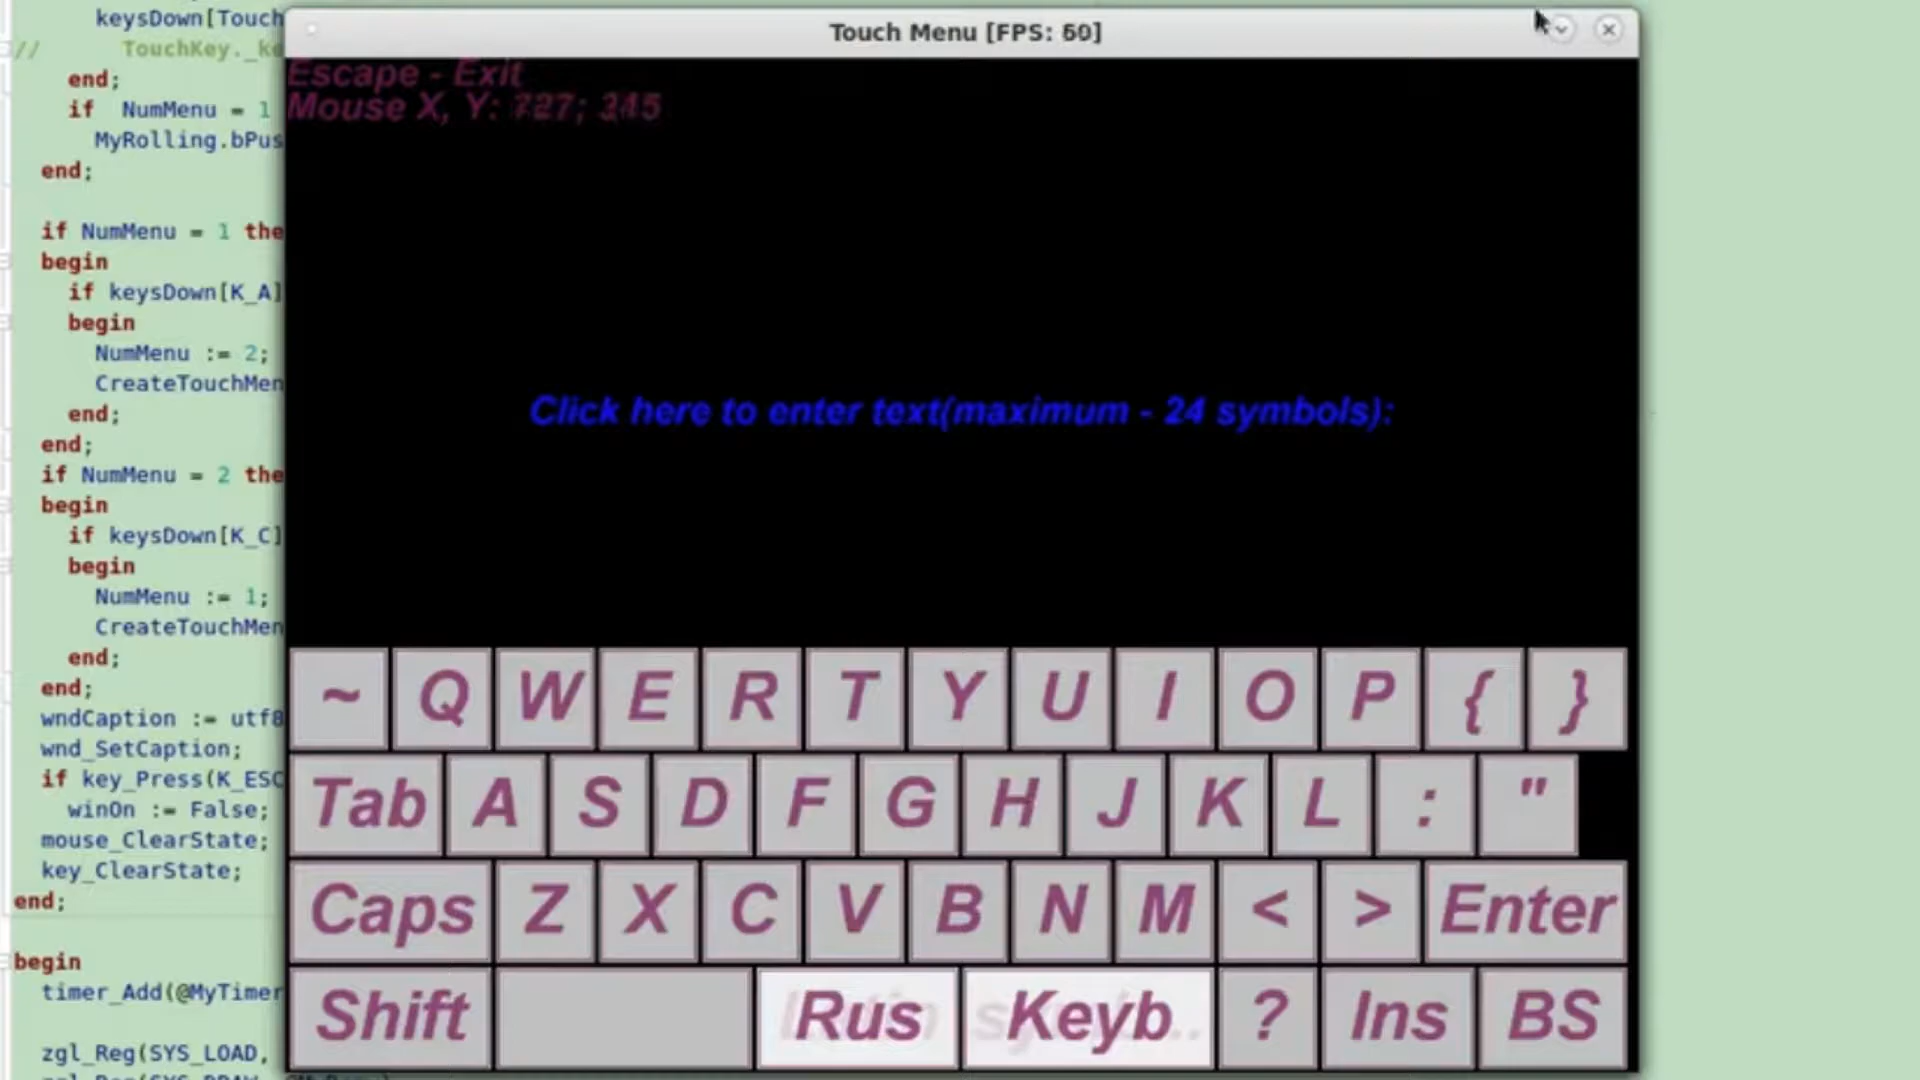 keysDown[Touch
// TouchKey._ke
end;
if NumMenu = 1
MyRolling.bPus
end;
if NumMenu = 1 the
begin
if keysDown[K_A]
begin
NumMenu := 2;
CreateTouchMen
end;
end;
if NumMenu = 2 the
begin
if keysDown[K_C]
begin
NumMenu := 1;
CreateTouchMen
end;
end;
wndCaption := utf8
wnd_SetCaption;
if key_Press(K_ESC
winOn := False;
mouse_ClearState;
key_ClearState;
end;
begin
timer_Add(@MyTimer
zgl_Reg(SYS_LOAD,
Touch Menu [FPS: 60]
Escape - Exit
Mouse X, Y:
Click here to enter text(maximum - 24 symbols):
~ Q W E R T Y U I O P { }
Tab A S D F G H J K L : "
Caps Z X C V B N M < > Enter
Shift Rus Keyb ? Ins BS